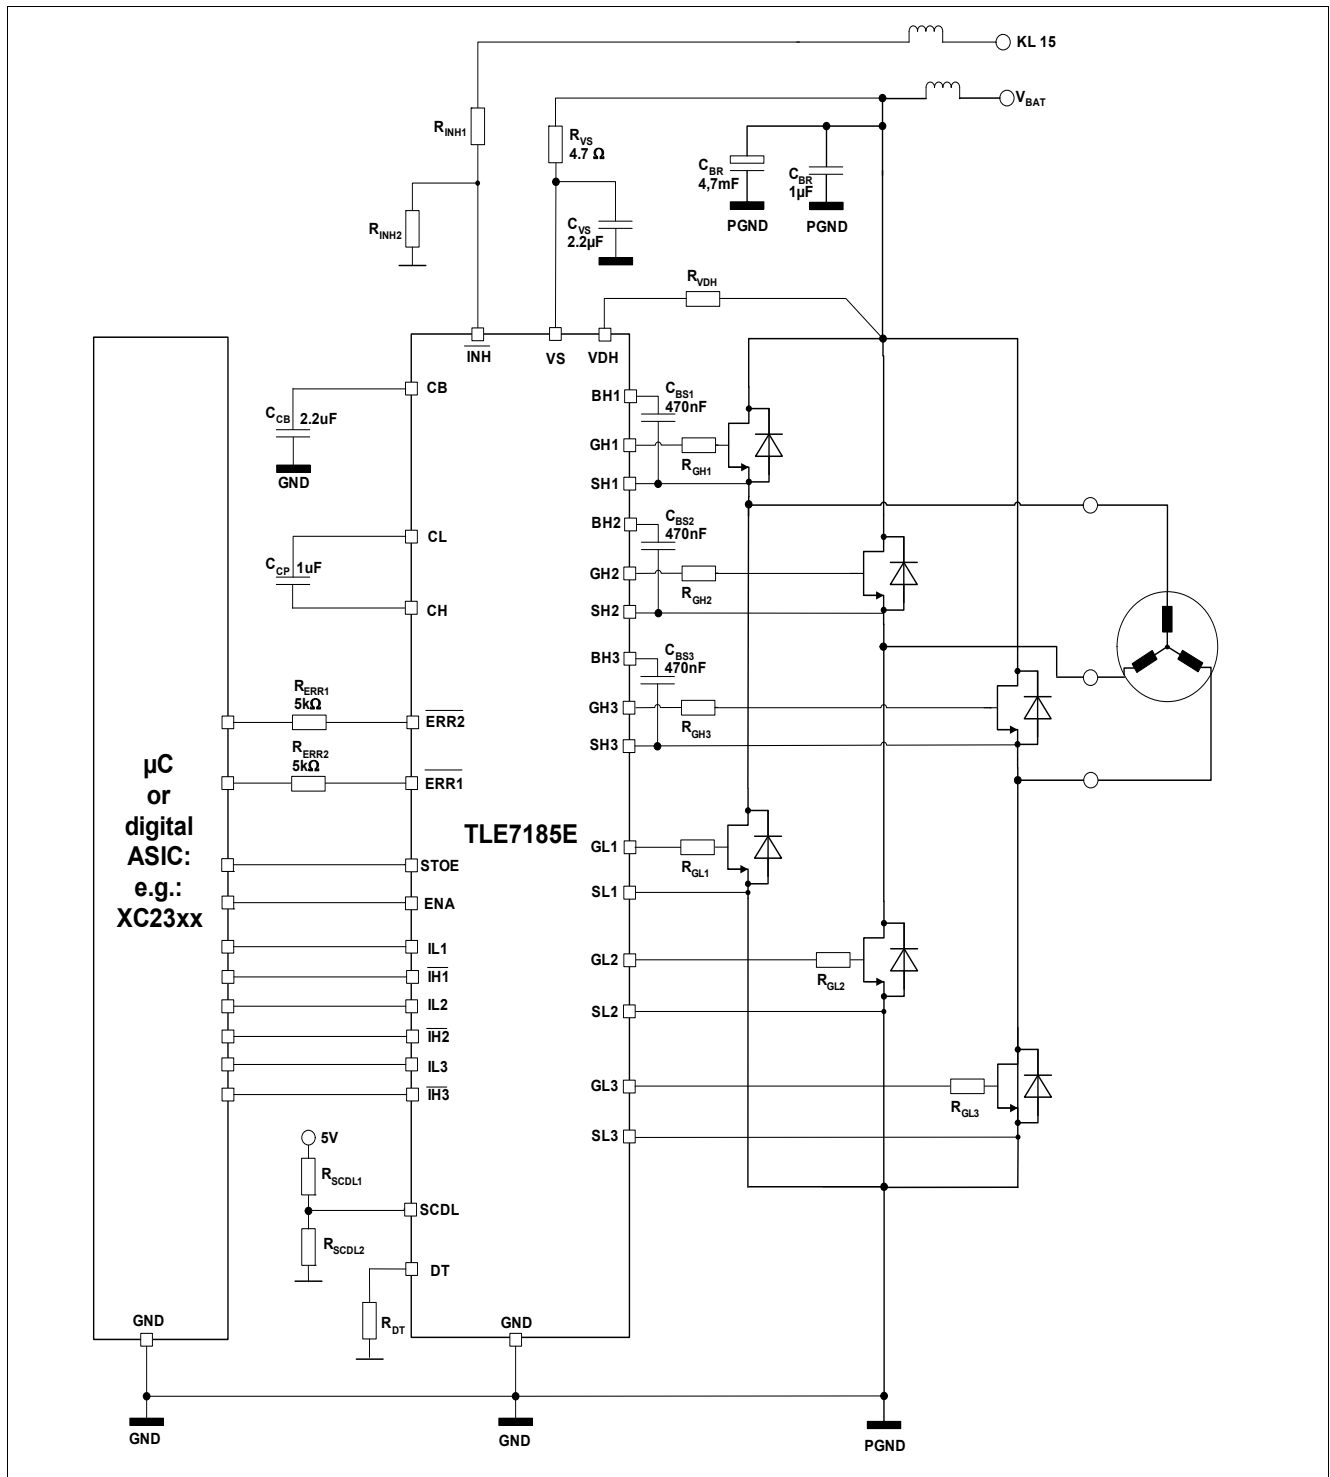 KL 15
V_BAT
R_INH1
R_VS
4.7 Ω
C_BR
4,7mF
C_BR
1µF
PGND
PGND
R_INH2
C_VS
2.2µF
R_VDH
INH
VS
VDH
CB
C_CB 2.2uF
GND
BH1
C_BS1
470nF
GH1
R_GH1
SH1
CL
C_CP 1uF
CH
BH2
C_BS2
470nF
GH2
R_GH2
SH2
BH3
C_BS3
470nF
GH3
R_GH3
SH3
R_ERR1
5kΩ
ERR2
R_ERR2
5kΩ
ERR1
µC
or
digital
ASIC:
e.g.:
XC23xx
TLE7185E
STOE
ENA
IL1
IH1
IL2
IH2
IL3
IH3
GL1
R_GL1
SL1
GL2
R_GL2
SL2
GL3
R_GL3
SL3
5V
R_SCDL1
SCDL
R_SCDL2
DT
R_DT
GND
GND
GND
GND
PGND